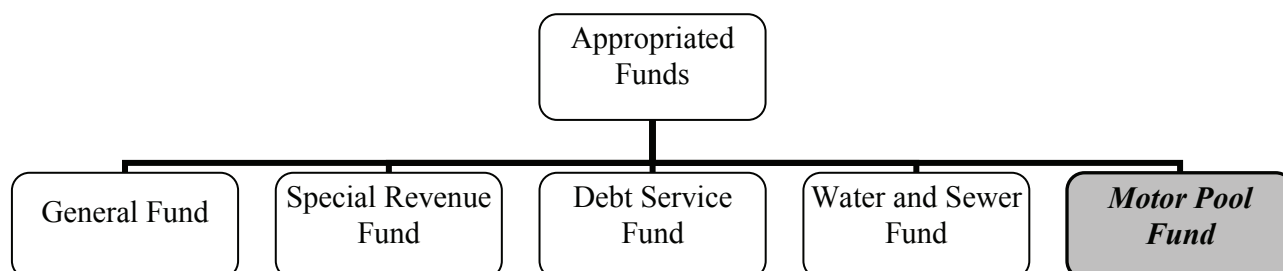 Appropriated
Funds
General Fund
Special Revenue
Fund
Debt Service
Fund
Water and Sewer
Fund
Motor Pool
Fund